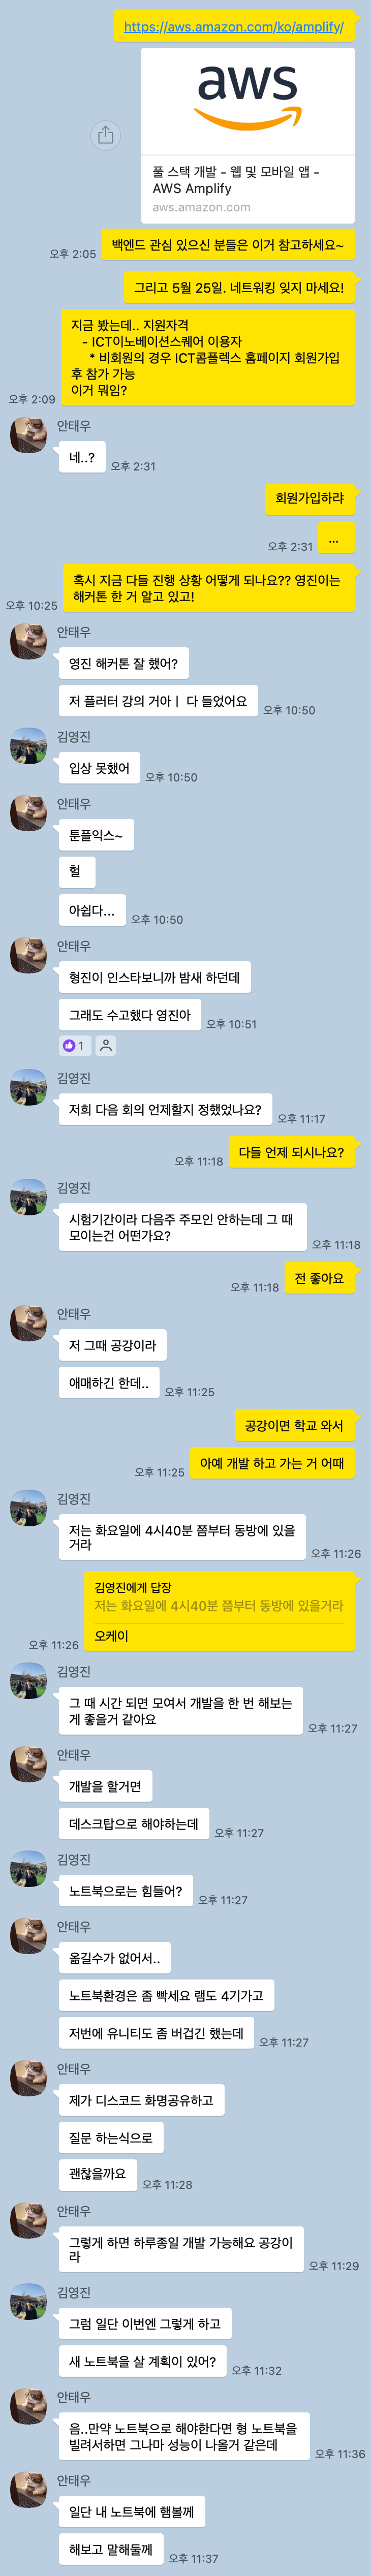 https://aws.amazon.com/ko/amplify/
aws
풀 스택 개발 - 웹 및 모바일 앱 -
AWS Amplify
aws.amazon.com
백엔드 관심 있으신 분들은 이거 참고하세요~
오후 2:05
그리고 5월 25일. 네트워킹 잊지 마세요!
지금 봤는데.. 지원자격
- ICT이노베이션스퀘어 이용자
* 비회원의 경우 ICT콤플렉스 홈페이지 회원가입
후 참가 가능
이거 뭐임?
오후 2:09
안태우
네..?
오후 2:31
회원가입하랴
...
오후 2:31
혹시 지금 다들 진행 상황 어떻게 되나요?? 영진이는
해커톤 한 거 알고 있고!
오후 10:25
안태우
영진 해커톤 잘 했어?
저 플러터 강의 거아ㅣ 다 들었어요
오후 10:50
김영진
입상 못했어
오후 10:50
안태우
툰플익스~
헐
아쉽다...
오후 10:50
안태우
형진이 인스타보니까 밤새 하던데
그래도 수고했다 영진아
오후 10:51
1
김영진
저희 다음 회의 언제할지 정했었나요?
오후 11:17
다들 언제 되시나요?
오후 11:18
김영진
시험기간이라 다음주 주모인 안하는데 그 때
모이는건 어떤가요?
오후 11:18
전 좋아요
오후 11:18
안태우
저 그때 공강이라
애매하긴 한데..
오후 11:25
공강이면 학교 와서
아예 개발 하고 가는 거 어때
오후 11:25
김영진
저는 화요일에 4시40분 쯤부터 동방에 있을
거라
오후 11:26
김영진에게 답장
저는 화요일에 4시40분 쯤부터 동방에 있을거라
오케이
오후 11:26
김영진
그 때 시간 되면 모여서 개발을 한 번 해보는
게 좋을거 같아요
오후 11:27
안태우
개발을 할거면
데스크탑으로 해야하는데
오후 11:27
김영진
노트북으로는 힘들어?
오후 11:27
안태우
옮길수가 없어서..
노트북환경은 좀 빡세요 램도 4기가고
저번에 유니티도 좀 버겁긴 했는데
오후 11:27
안태우
제가 디스코드 화명공유하고
질문 하는식으로
괜찮을까요
오후 11:28
안태우
그렇게 하면 하루종일 개발 가능해요 공강이
라
오후 11:29
김영진
그럼 일단 이번엔 그렇게 하고
새 노트북을 살 계획이 있어?
오후 11:32
안태우
음..만약 노트북으로 해야한다면 형 노트북을
빌려서하면 그나마 성능이 나올거 같은데
오후 11:36
안태우
일단 내 노트북에 햄볼께
해보고 말해둘께
오후 11:37